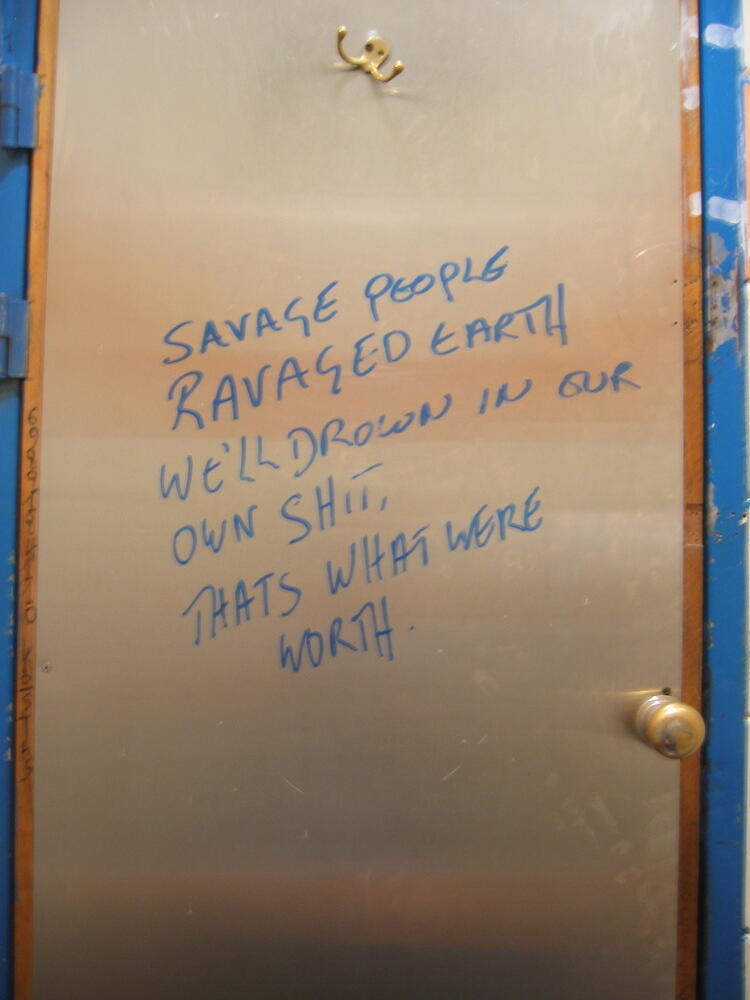 SAVAGE PEOPLE
RAVAGED EARTH
WE'LL DROWN IN OUR
OWN SHIT,
THATS WHAT WERE
WORTH.